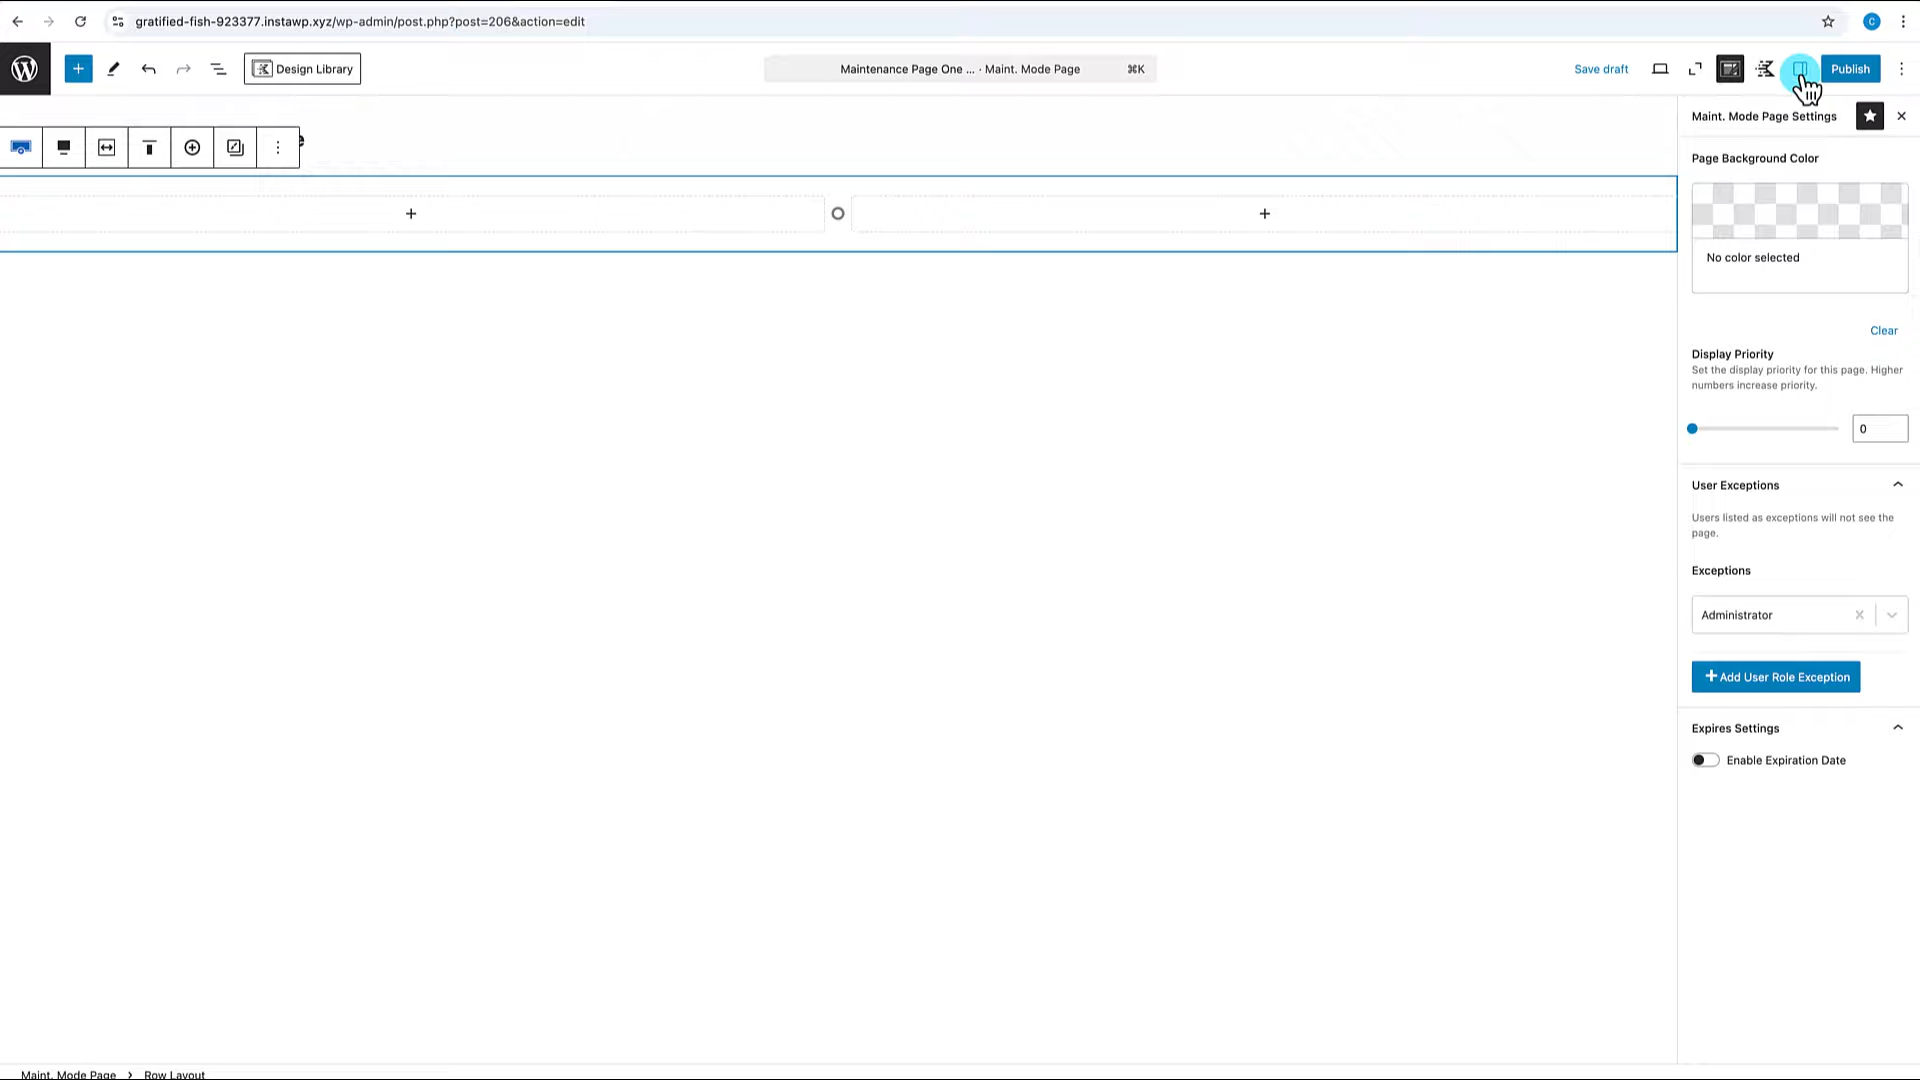 gratified-fish-923377.instawp.xyz/wp-admin/post.php?post=206&action=edit
C
Design Library
Maintenance Page One ... · Maint. Mode Page
⌘K
Save draft
Publish
Maint. Mode Page Settings
Page Background Color
No color selected
Clear
Display Priority
Set the display priority for this page. Higher
numbers increase priority.
0
User Exceptions
Users listed as exceptions will not see the
page.
Exceptions
Administrator
Add User Role Exception
Expires Settings
Enable Expiration Date
Maint. Mode Page > Row Layout